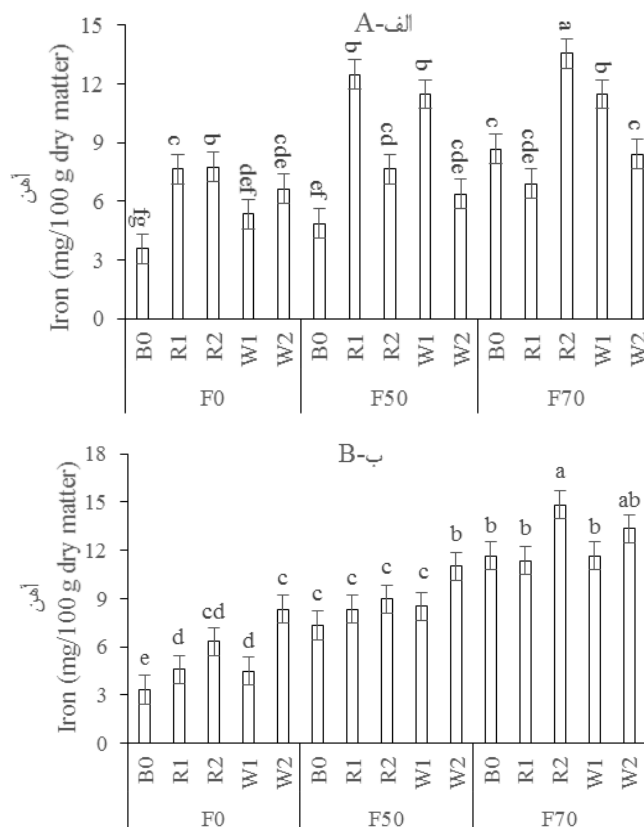 A-الف
15
12
9
6
3
0
آهن
Iron (mg/100 g dry matter)
fg c b def cde ef b cd b cde c cde a b c
B0 R1 R2 W1 W2 B0 R1 R2 W1 W2 B0 R1 R2 W1 W2
F0 F50 F70
B-ب
18
15
12
9
6
3
0
آهن
Iron (mg/100 g dry matter)
e d cd d c c c c c b b b a b ab
B0 R1 R2 W1 W2 B0 R1 R2 W1 W2 B0 R1 R2 W1 W2
F0 F50 F70